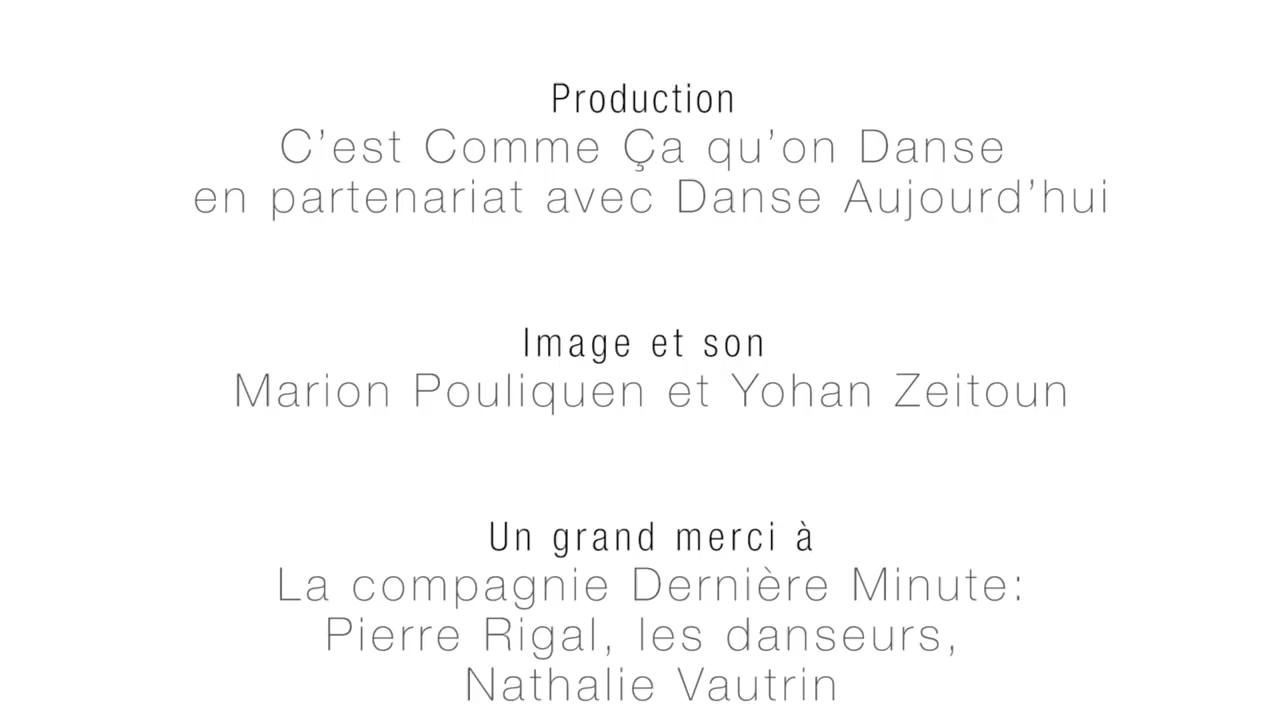 Production
C’est Comme Ça qu’on Danse
en partenariat avec Danse Aujourd’hui
Image et son
Marion Pouliquen et Yohan Zeitoun
Un grand merci à
La compagnie Dernière Minute:
Pierre Rigal, les danseurs,
Nathalie Vautrin